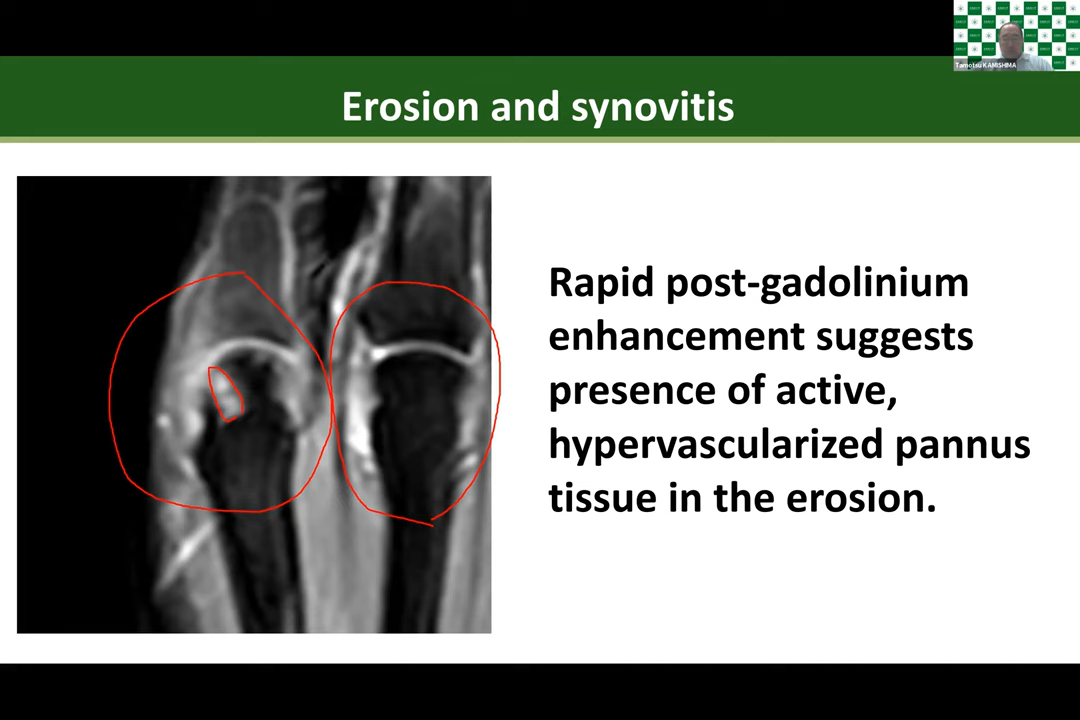 Tamotsu KAMISHIMA
Erosion and synovitis
Rapid post-gadolinium
enhancement suggests
presence of active,
hypervascularized pannus
tissue in the erosion.